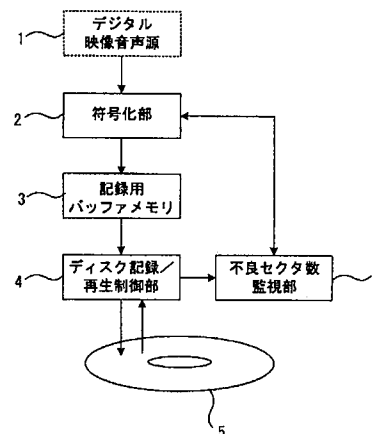 1
デジタル
映像音声源
2
符号化部
3
記録用
バッファメモリ
4
ディスク記録/
再生制御部
不良セクタ数
監視部
5